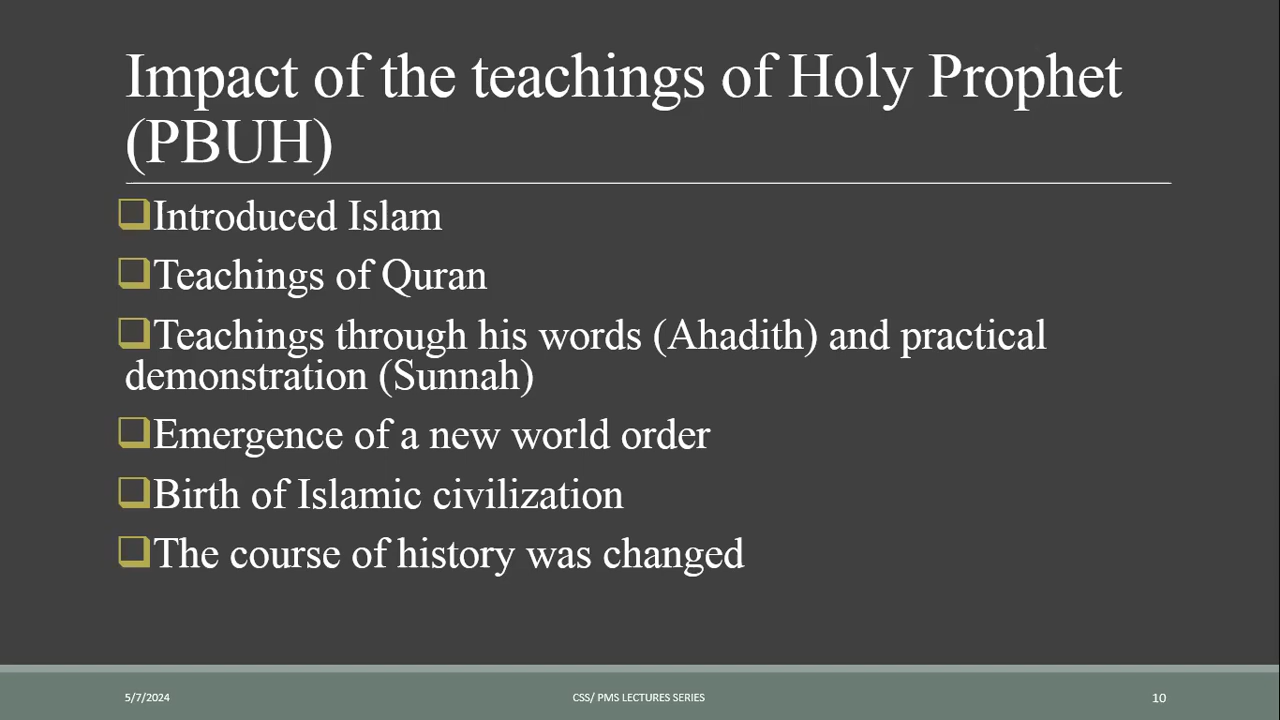 Impact of the teachings of Holy Prophet
(PBUH)
Introduced Islam
Teachings of Quran
Teachings through his words (Ahadith) and practical
demonstration (Sunnah)
Emergence of a new world order
Birth of Islamic civilization
The course of history was changed
5/7/2024
CSS/ PMS LECTURES SERIES
10